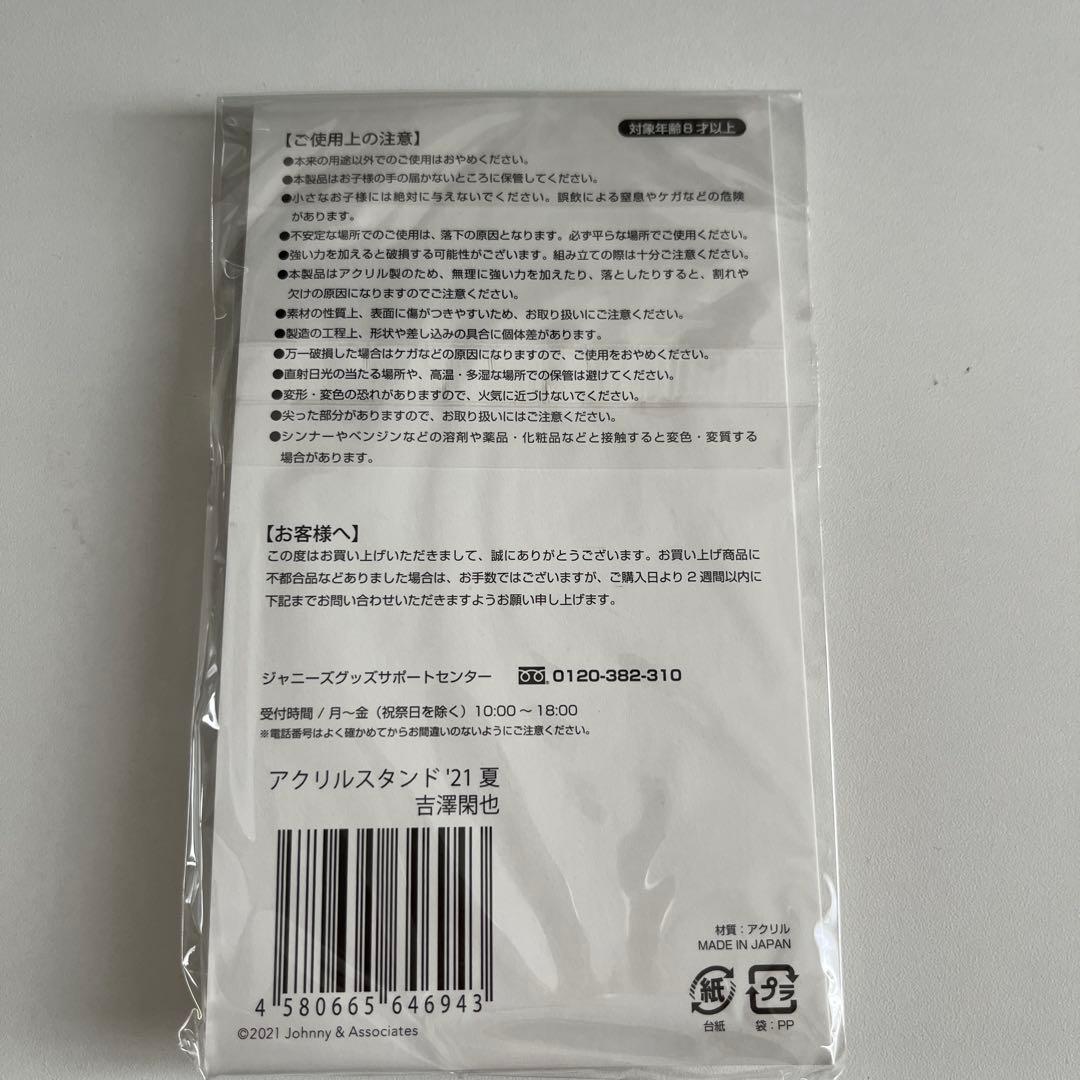 対象年齢8才以上
【ご使用上の注意】
●本来の用途以外でのご使用はおやめください。
●本製品はお子様の手の届かないところに保管してください。
●小さなお子様には絶対に与えないでください。誤飲による窒息やケガなどの危険
があります。
●不安定な場所でのご使用は、落下の原因となります。必ず平らな場所でご使用ください。
●強い力を加えると破損する可能性がございます。組み立ての際は十分ご注意ください。
●本製品はアクリル製のため、無理に強い力を加えたり、落としたりすると、割れや
欠けの原因になりますのでご注意ください。
●素材の性質上、表面に傷がつきやすいため、お取り扱いにご注意ください。
●製造の工程上、形状や差し込みの具合に個体差があります。
●万一破損した場合はケガなどの原因になりますので、ご使用をおやめください。
●直射日光の当たる場所や、高温・多湿な場所での保管は避けてください。
●変形・変色の恐れがありますので、火気に近づけないでください。
●尖った部分がありますので、お取り扱いにはご注意ください。
●シンナーやベンジンなどの溶剤や薬品・化粧品などと接触すると変色・変質する
場合があります。
【お客様へ】
この度はお買い上げいただきまして、誠にありがとうございます。お買い上げ商品に
不都合品などありました場合は、お手数ではございますが、ご購入日より2週間以内に
下記までお問い合わせいただきますようお願い申し上げます。
ジャニーズグッズサポートセンター 0120-382-310
受付時間/月～金（祝祭日を除く）10:00～18:00
※電話番号はよく確かめてからお間違いのないようにご注意ください。
アクリルスタンド '21 夏
吉澤閑也
4 580665 646943
©2021 Johnny & Associates
材質：アクリル
MADE IN JAPAN
紙 プラ
台紙 袋：PP